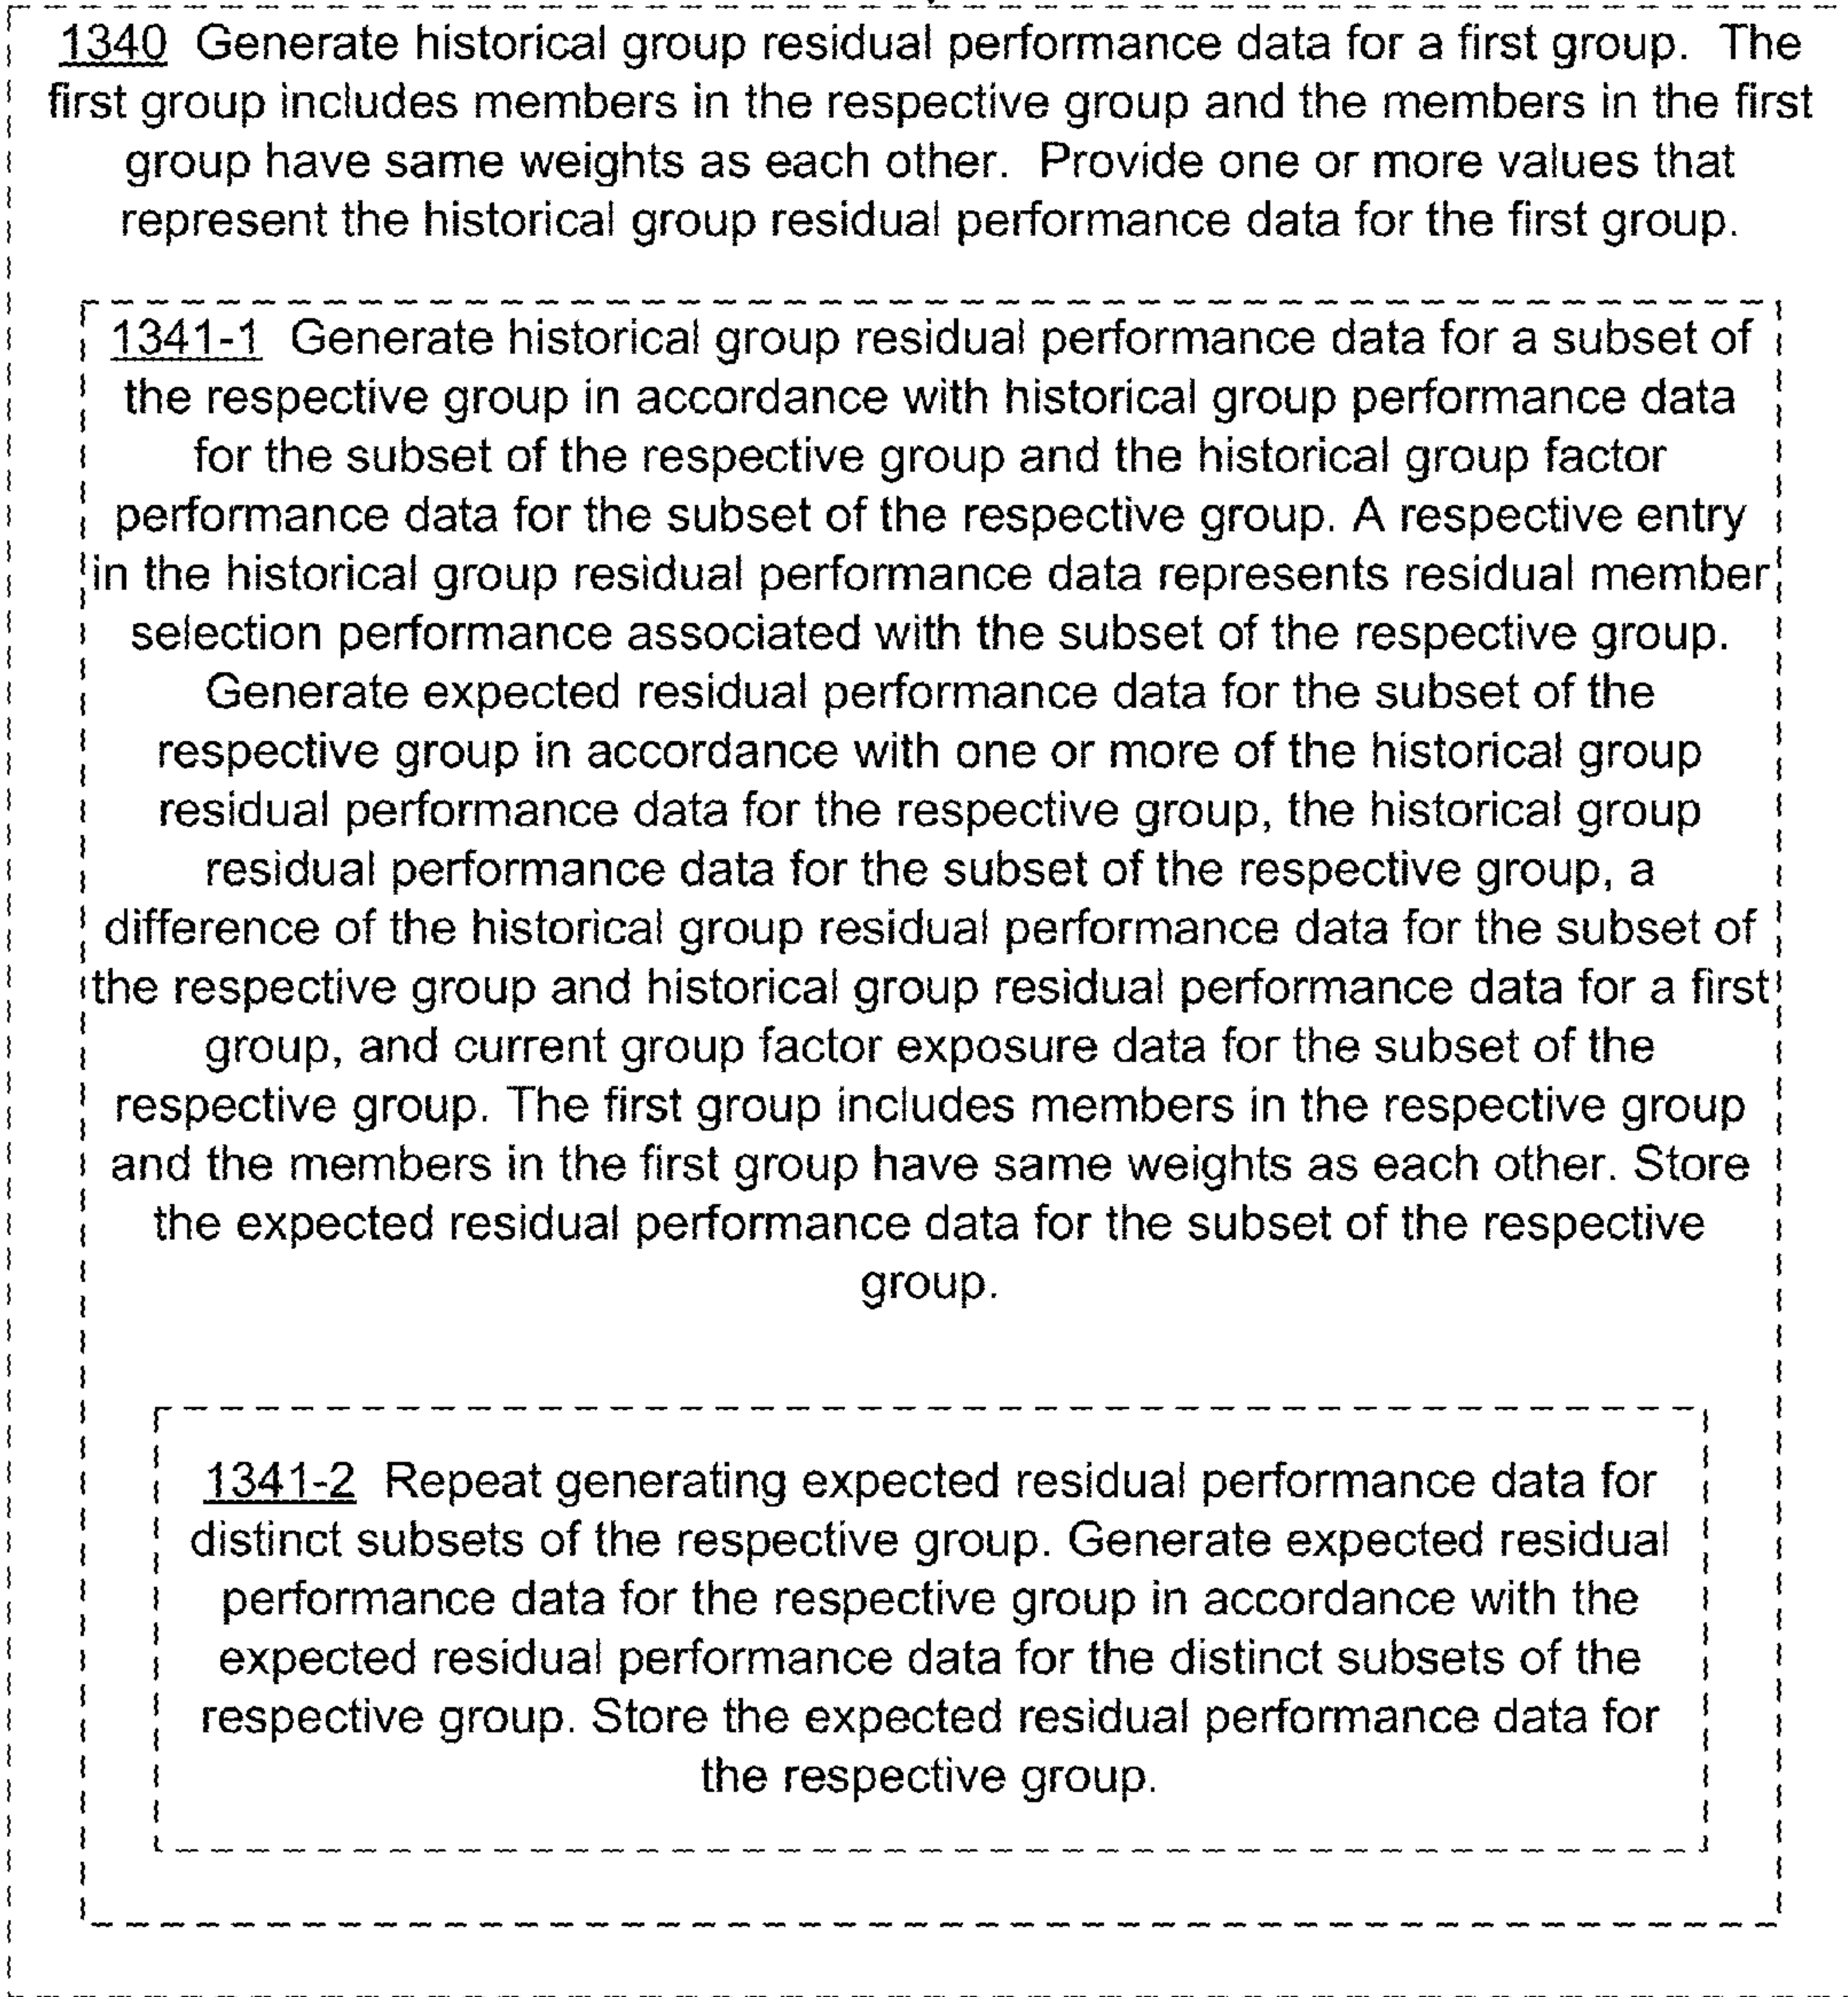 1340 Generate historical group residual performance data for a first group. The
first group includes members in the respective group and the members in the first
group have same weights as each other. Provide one or more values that
represent the historical group residual performance data for the first group.
1341-1 Generate historical group residual performance data for a subset of
the respective group in accordance with historical group performance data
for the subset of the respective group and the historical group factor
performance data for the subset of the respective group. A respective entry
in the historical group residual performance data represents residual member
selection performance associated with the subset of the respective group.
Generate expected residual performance data for the subset of the
respective group in accordance with one or more of the historical group
residual performance data for the respective group, the historical group
residual performance data for the subset of the respective group, a
difference of the historical group residual performance data for the subset of
the respective group and historical group residual performance data for a first
group, and current group factor exposure data for the subset of the
respective group. The first group includes members in the respective group
and the members in the first group have same weights as each other. Store
the expected residual performance data for the subset of the respective
group.
1341-2 Repeat generating expected residual performance data for
distinct subsets of the respective group. Generate expected residual
performance data for the respective group in accordance with the
expected residual performance data for the distinct subsets of the
respective group. Store the expected residual performance data for
the respective group.